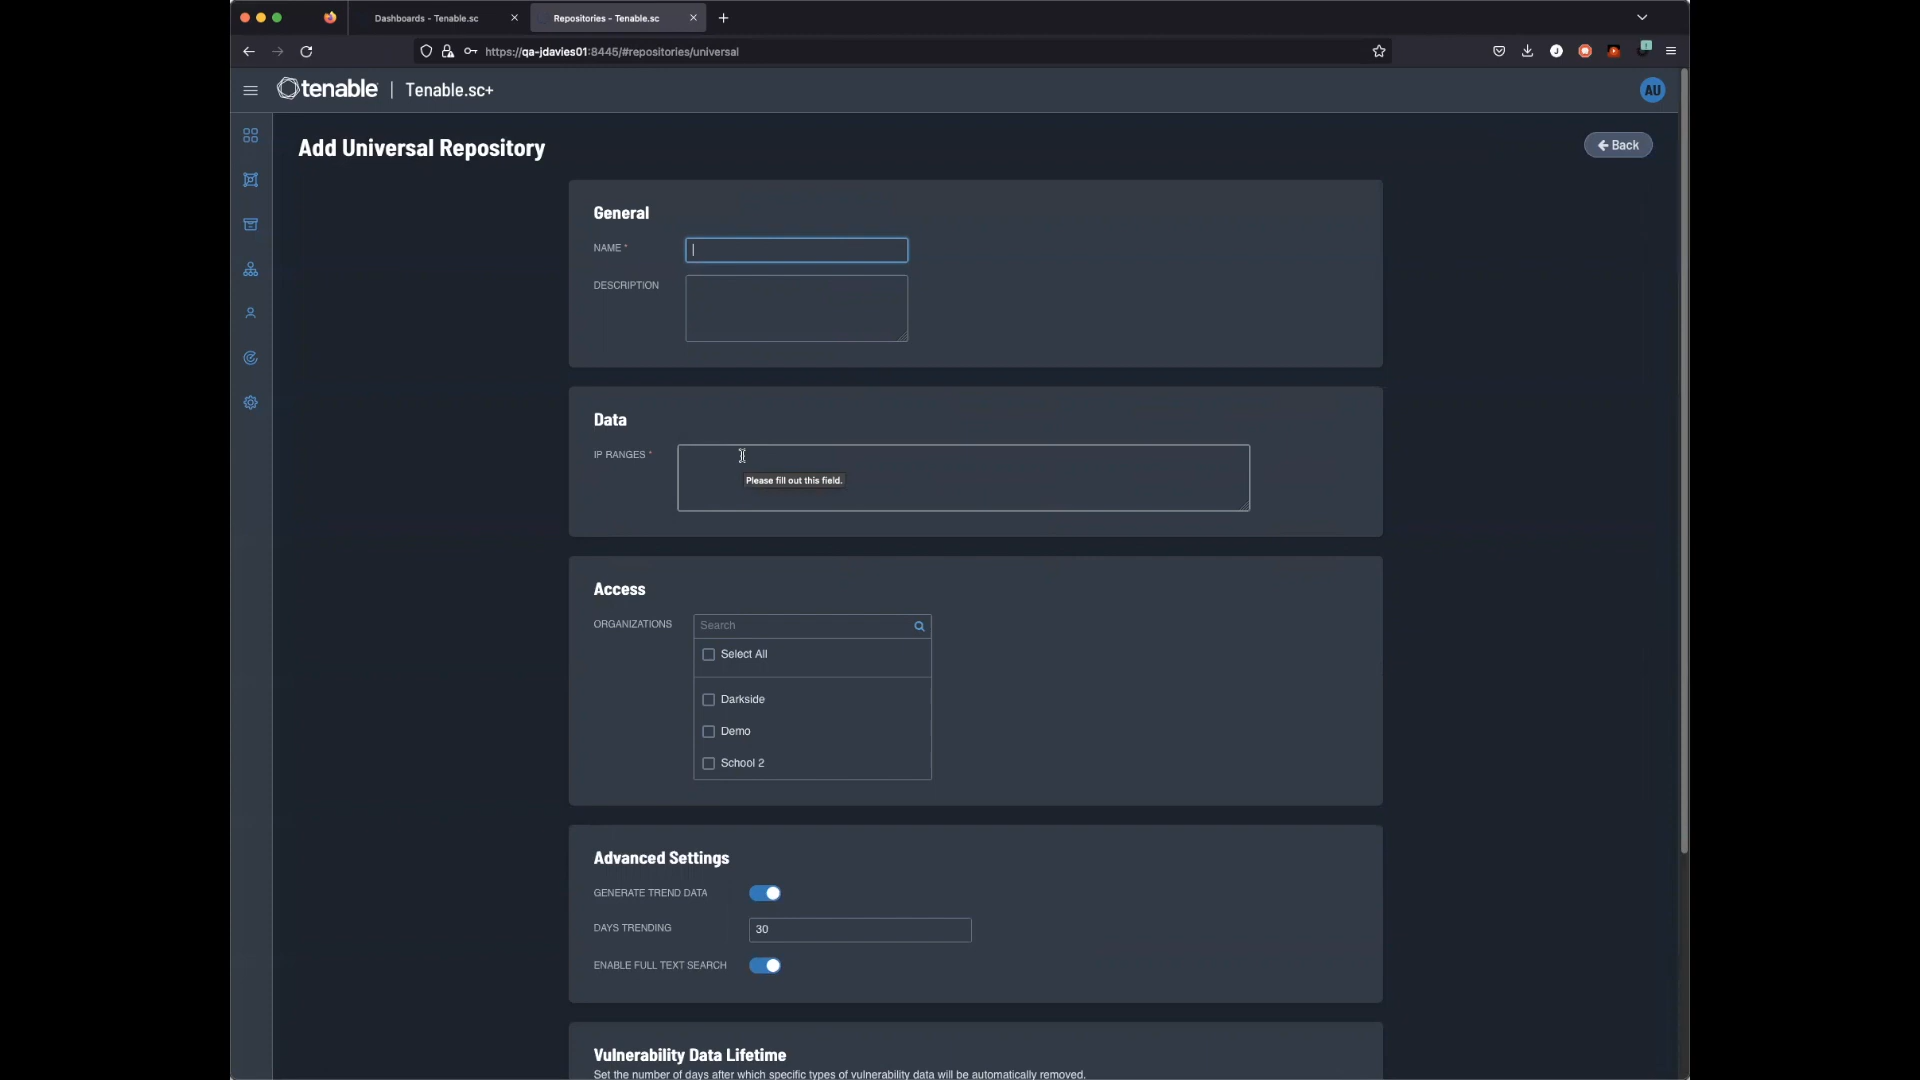 Dashboards - Tenable.sc
Repositories - Tenable.sc
https://qa-jdavies01:8445/#repositories/universal
tenable | Tenable.sc+
AU
Add Universal Repository
Back
General
NAME *
DESCRIPTION
Data
IP RANGES *
Please fill out this field.
Access
ORGANIZATIONS
Search
Select All
Darkside
Demo
School 2
Advanced Settings
GENERATE TREND DATA
DAYS TRENDING
30
ENABLE FULL TEXT SEARCH
Vulnerability Data Lifetime
Set the number of days after which specific types of vulnerability data will be automatically removed.